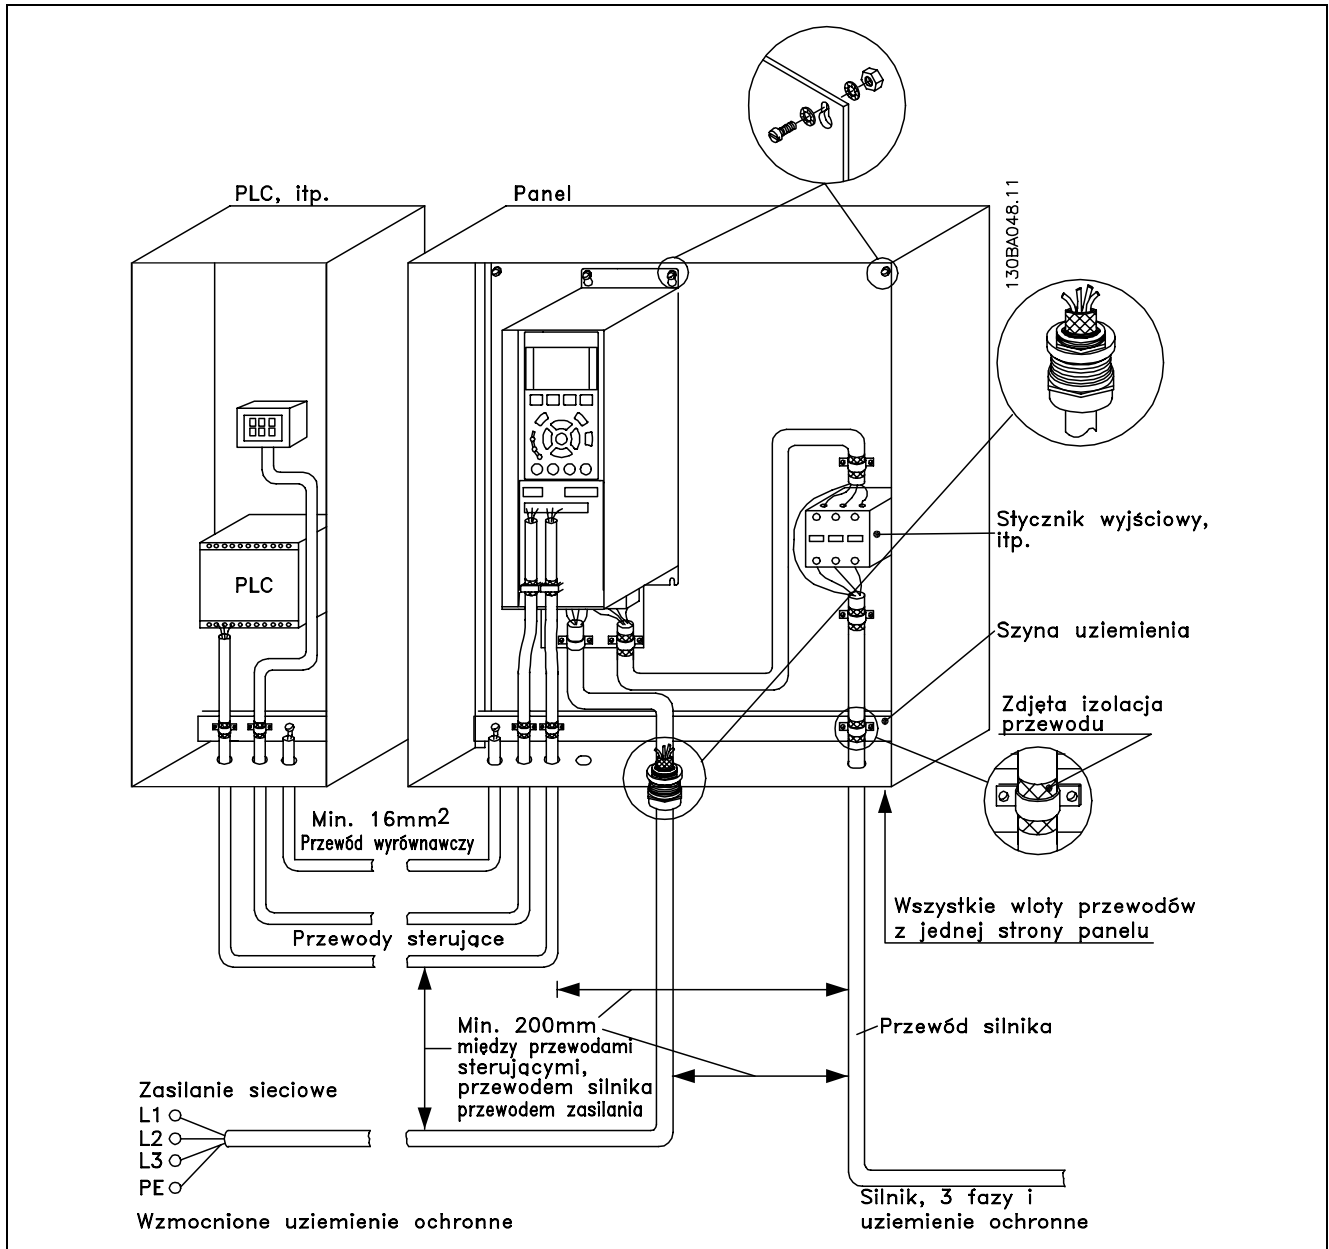 PLC, itp.
Panel
130BA048.11
PLC
Stycznik wyjściowy,
itp.
Szyna uziemienia
Zdjęta izolacja
przewodu
Min. 16mm2
Przewód wyrównawczy
Wszystkie wloty przewodów
z jednej strony panelu
Przewody sterujące
Min. 200mm
między przewodami
sterującymi,
przewodem silnika
przewodem zasilania
Przewód silnika
Zasilanie sieciowe
L1
L2
L3
PE
Wzmocnione uziemienie ochronne
Silnik, 3 fazy i
uziemienie ochronne